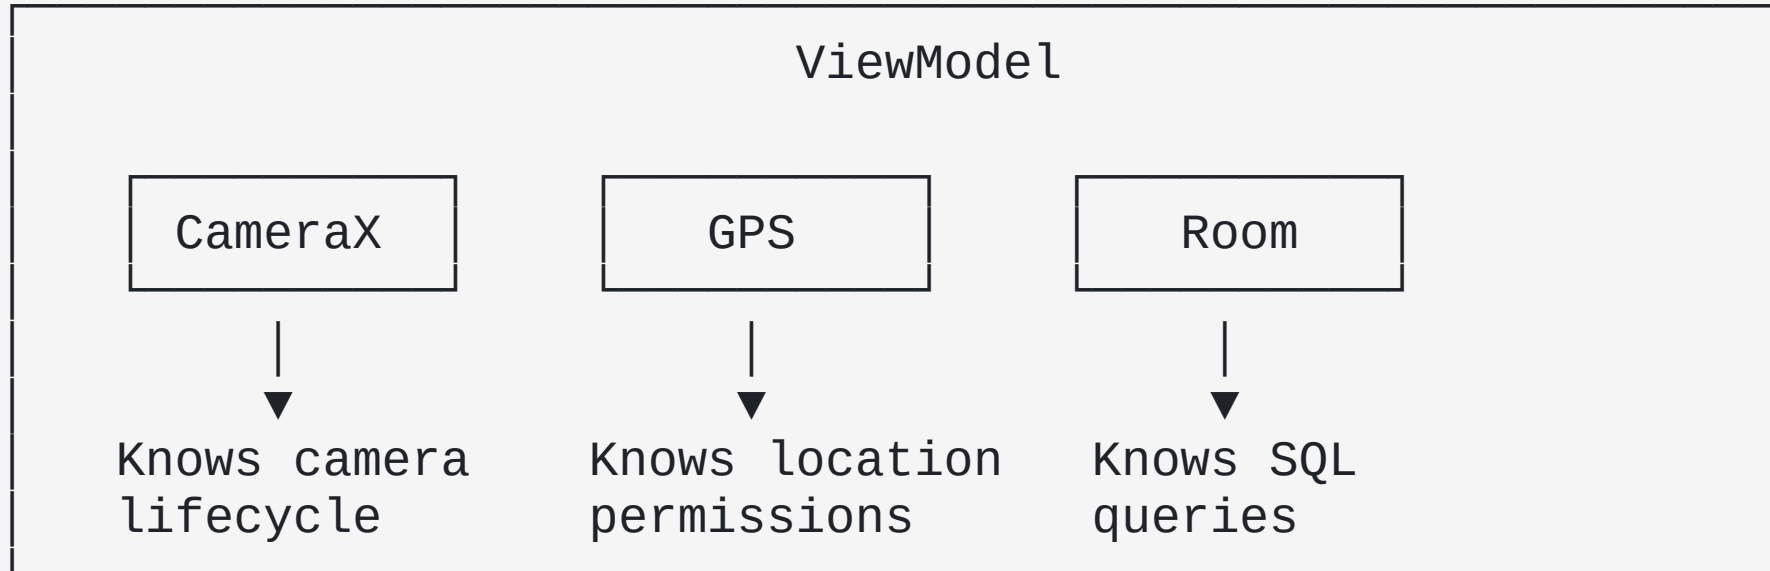 ViewModel
CameraX GPS Room
Knows camera Knows location Knows SQL
lifecycle permissions queries